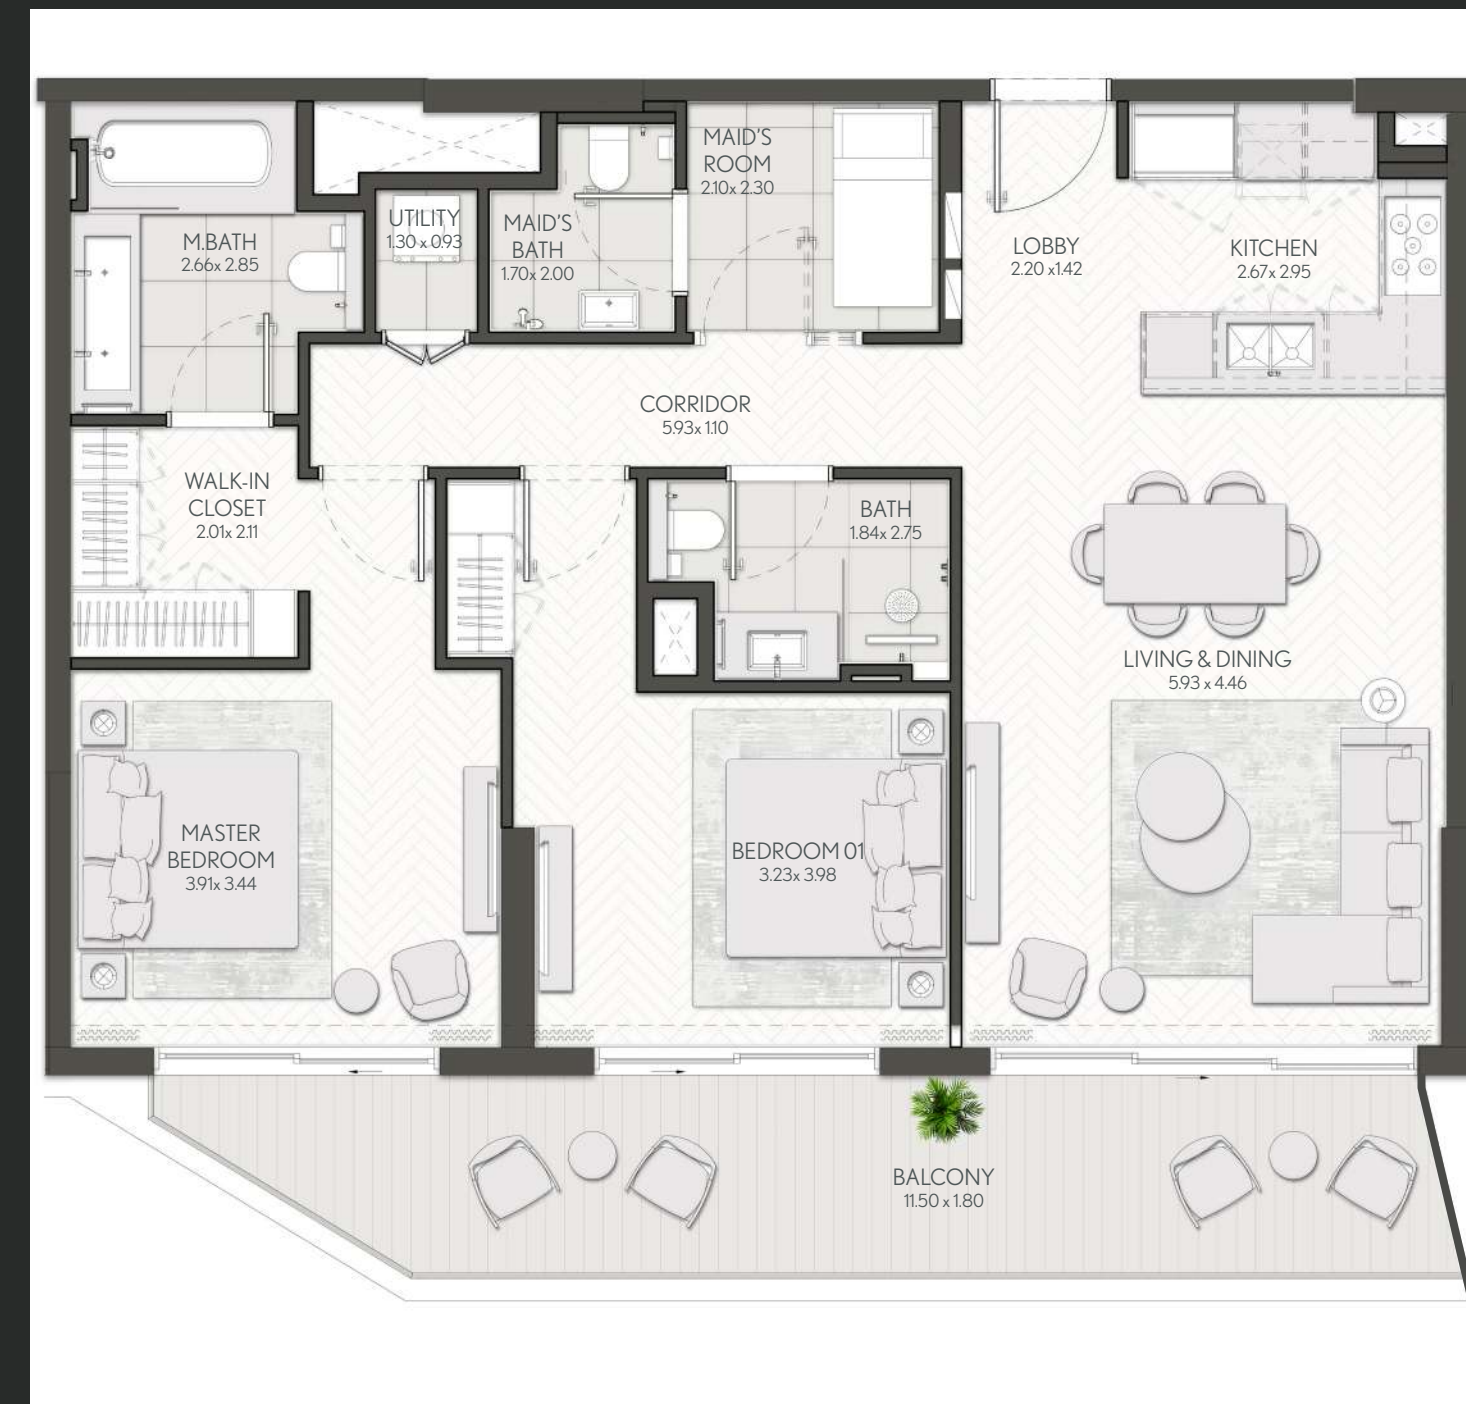 MAID'S
ROOM
2.10x 2.30
UTILITY
1.30 x 0.93
MAID'S
BATH
1.70x 2.00
M.BATH
2.66x 2.85
LOBBY
2.20 x1.42
KITCHEN
2.67x 2.95
CORRIDOR
5.93x 1.10
WALK-IN
CLOSET
2.01x 2.11
BATH
1.84x 2.75
LIVING & DINING
5.93 x 4.46
MASTER
BEDROOM
3.91x 3.44
BEDROOM 01
3.23x 3.98
BALCONY
11.50 x 1.80